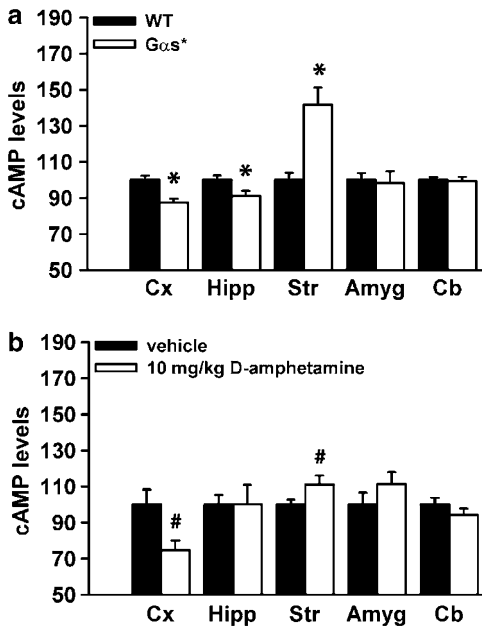 a
WT
Gαs*
cAMP levels
190
170
150
130
110
90
70
50
* * *
Cx Hipp Str Amyg Cb
b
vehicle
10 mg/kg D-amphetamine
cAMP levels
190
170
150
130
110
90
70
50
# #
Cx Hipp Str Amyg Cb